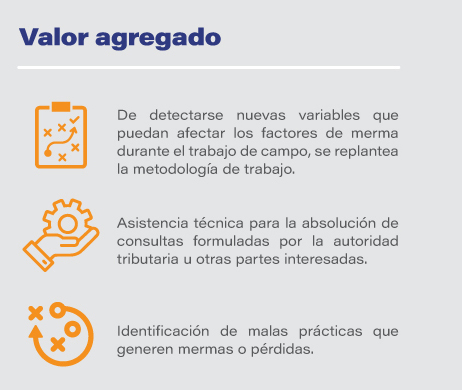 Valor agregado
De detectarse nuevas variables que
puedan afectar los factores de merma
durante el trabajo de campo, se replantea
la metodología de trabajo.
Asistencia técnica para la absolución de
consultas formuladas por la autoridad
tributaria u otras partes interesadas.
Identificación de malas prácticas que
generen mermas o pérdidas.